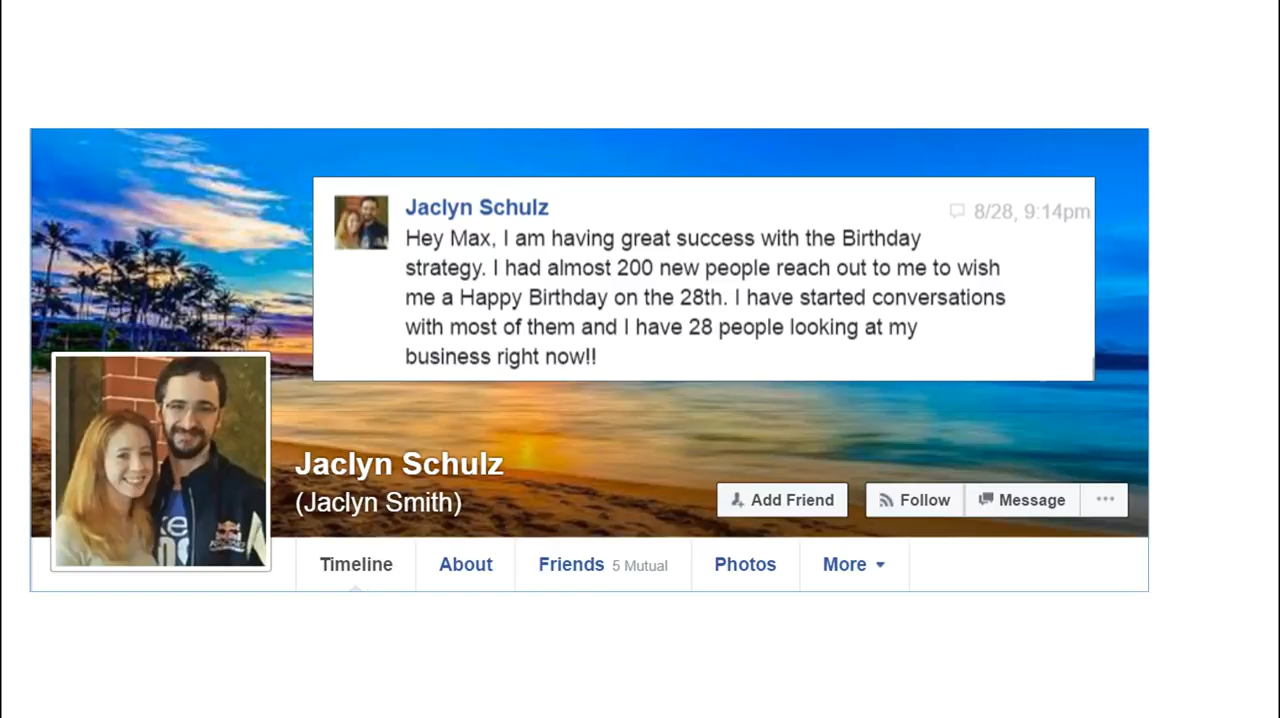 Jaclyn Schulz
8/28, 9:14pm
Hey Max, I am having great success with the Birthday
strategy. I had almost 200 new people reach out to me to wish
me a Happy Birthday on the 28th. I have started conversations
with most of them and I have 28 people looking at my
business right now!!
Jaclyn Schulz
(Jaclyn Smith)
Add Friend Follow Message ...
Timeline About Friends 5 Mutual Photos More